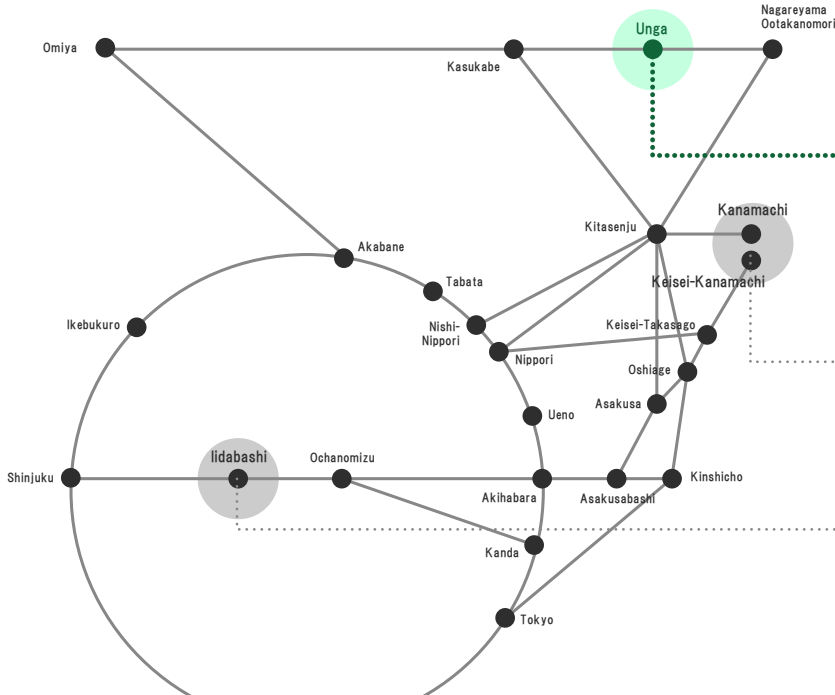 Nagareyama
Ootakanomori
Unga
Omiya
Kasukabe
Kanamachi
Kitasenju
Akabane
Tabata
Keisei-Kanamachi
Ikebukuro
Nishi-
Nippori
Keisei-Takasago
Nippori
Oshiage
Asakusa
Ueno
Iidabashi
Ochanomizu
Shinjuku
Kinshicho
Akihabara
Asakusabashi
Kanda
Tokyo